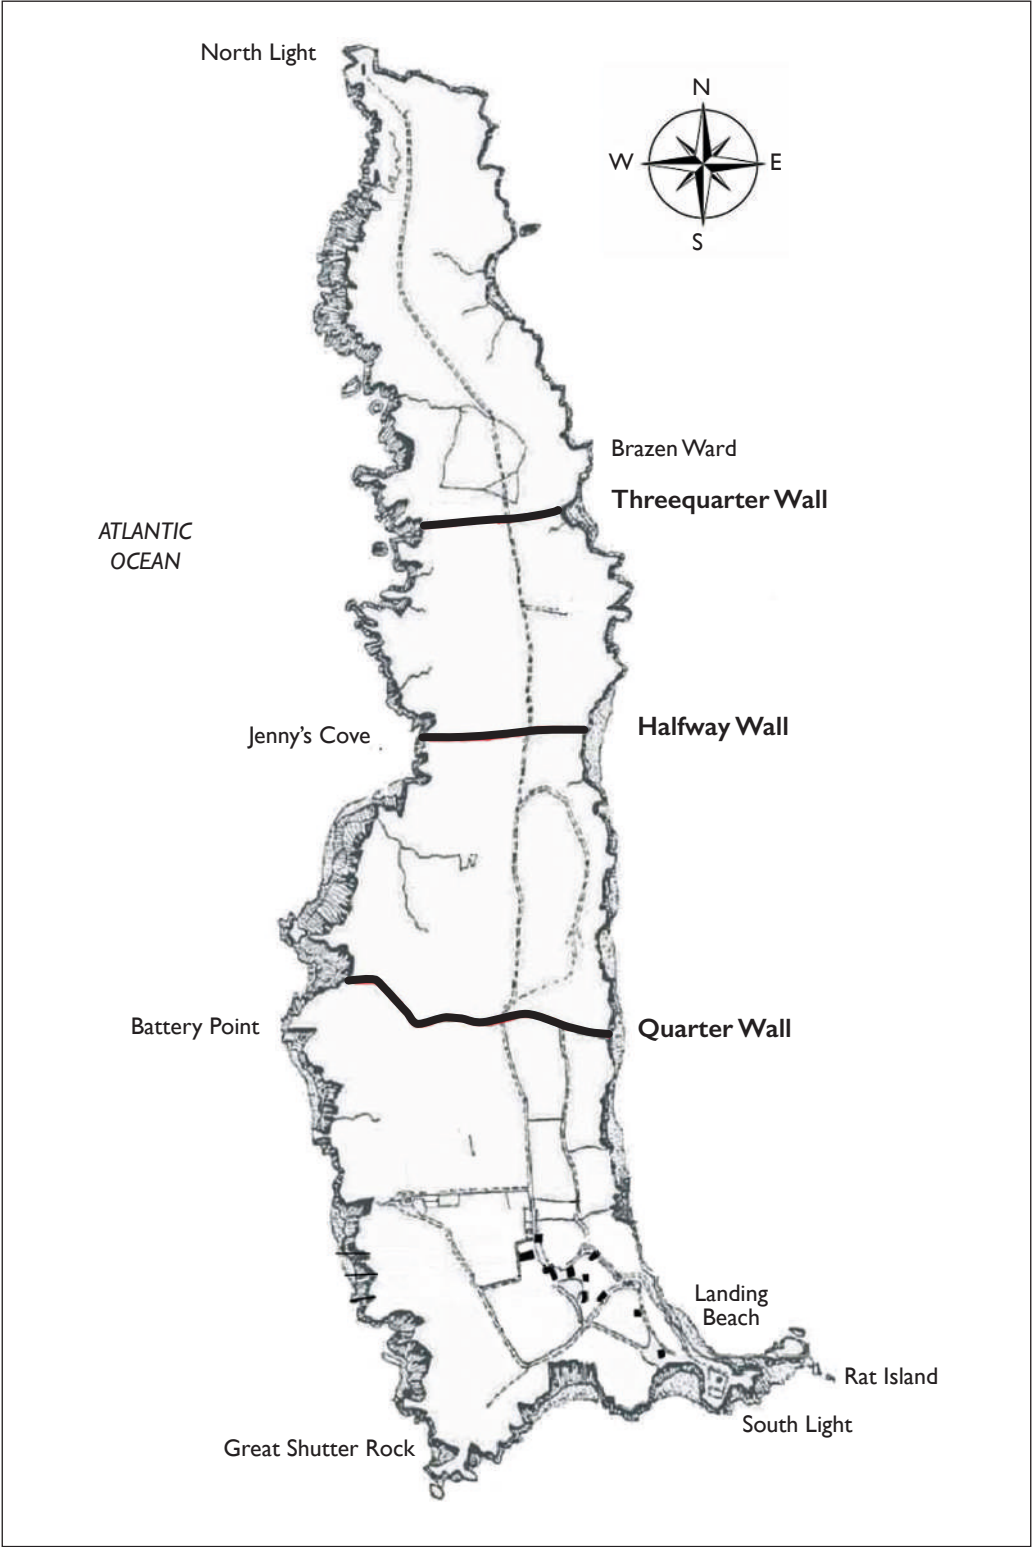 North Light
N
W
E
S
Brazen Ward
Threequarter Wall
ATLANTIC
OCEAN
Halfway Wall
Jenny's Cove
Battery Point
Quarter Wall
Landing
Beach
Rat Island
South Light
Great Shutter Rock